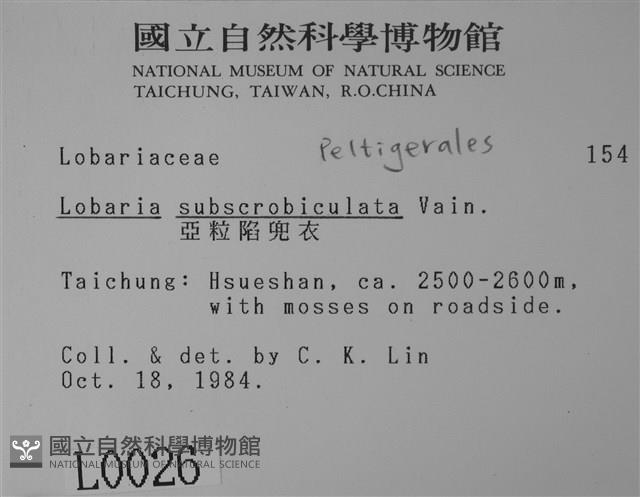 國立自然科學博物館
NATIONAL MUSEUM OF NATURAL SCIENCE
TAICHUNG, TAIWAN, R.O.CHINA
Lobariaceae Peltigerales 154
Lobaria subscrobiculata Vain.
亞粒陷兜衣
Taichung: Hsueshan, ca. 2500-2600m,
with mosses on roadside.
Coll. & det. by C. K. Lin
Oct. 18, 1984.
國立自然科學博物館
NATIONAL MUSEUM OF NATURAL SCIENCE
L0026